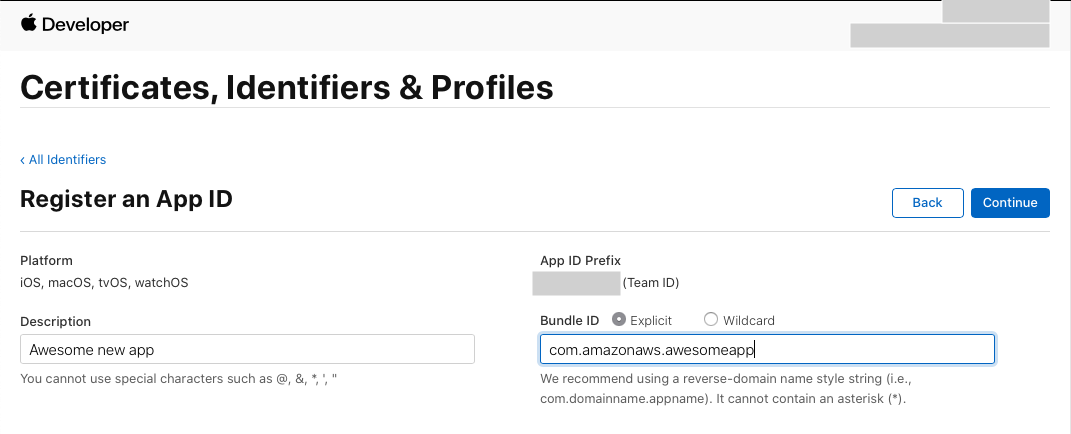 Developer
Certificates, Identifiers & Profiles
‹ All Identifiers
Register an App ID
Back
Continue
Platform
iOS, macOS, tvOS, watchOS
App ID Prefix
(Team ID)
Description
Awesome new app
You cannot use special characters such as @, &, *, ', "
Bundle ID Explicit Wildcard
com.amazonaws.awesomeapp
We recommend using a reverse-domain name style string (i.e.,
com.domainname.appname). It cannot contain an asterisk (*).